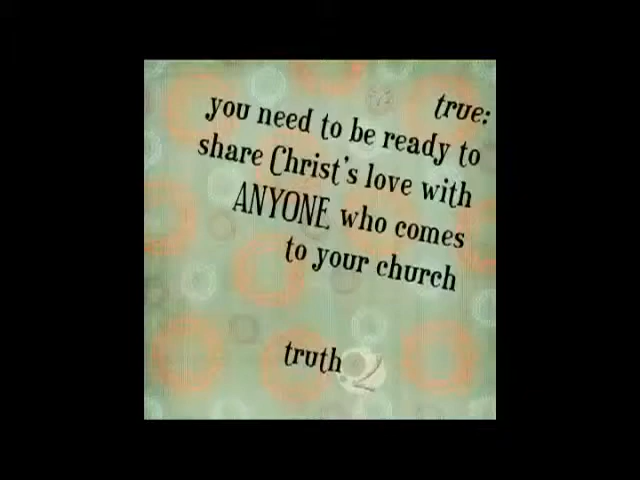 true:
you need to be ready to
share Christ's love with
ANYONE who comes
to your church
truth 2